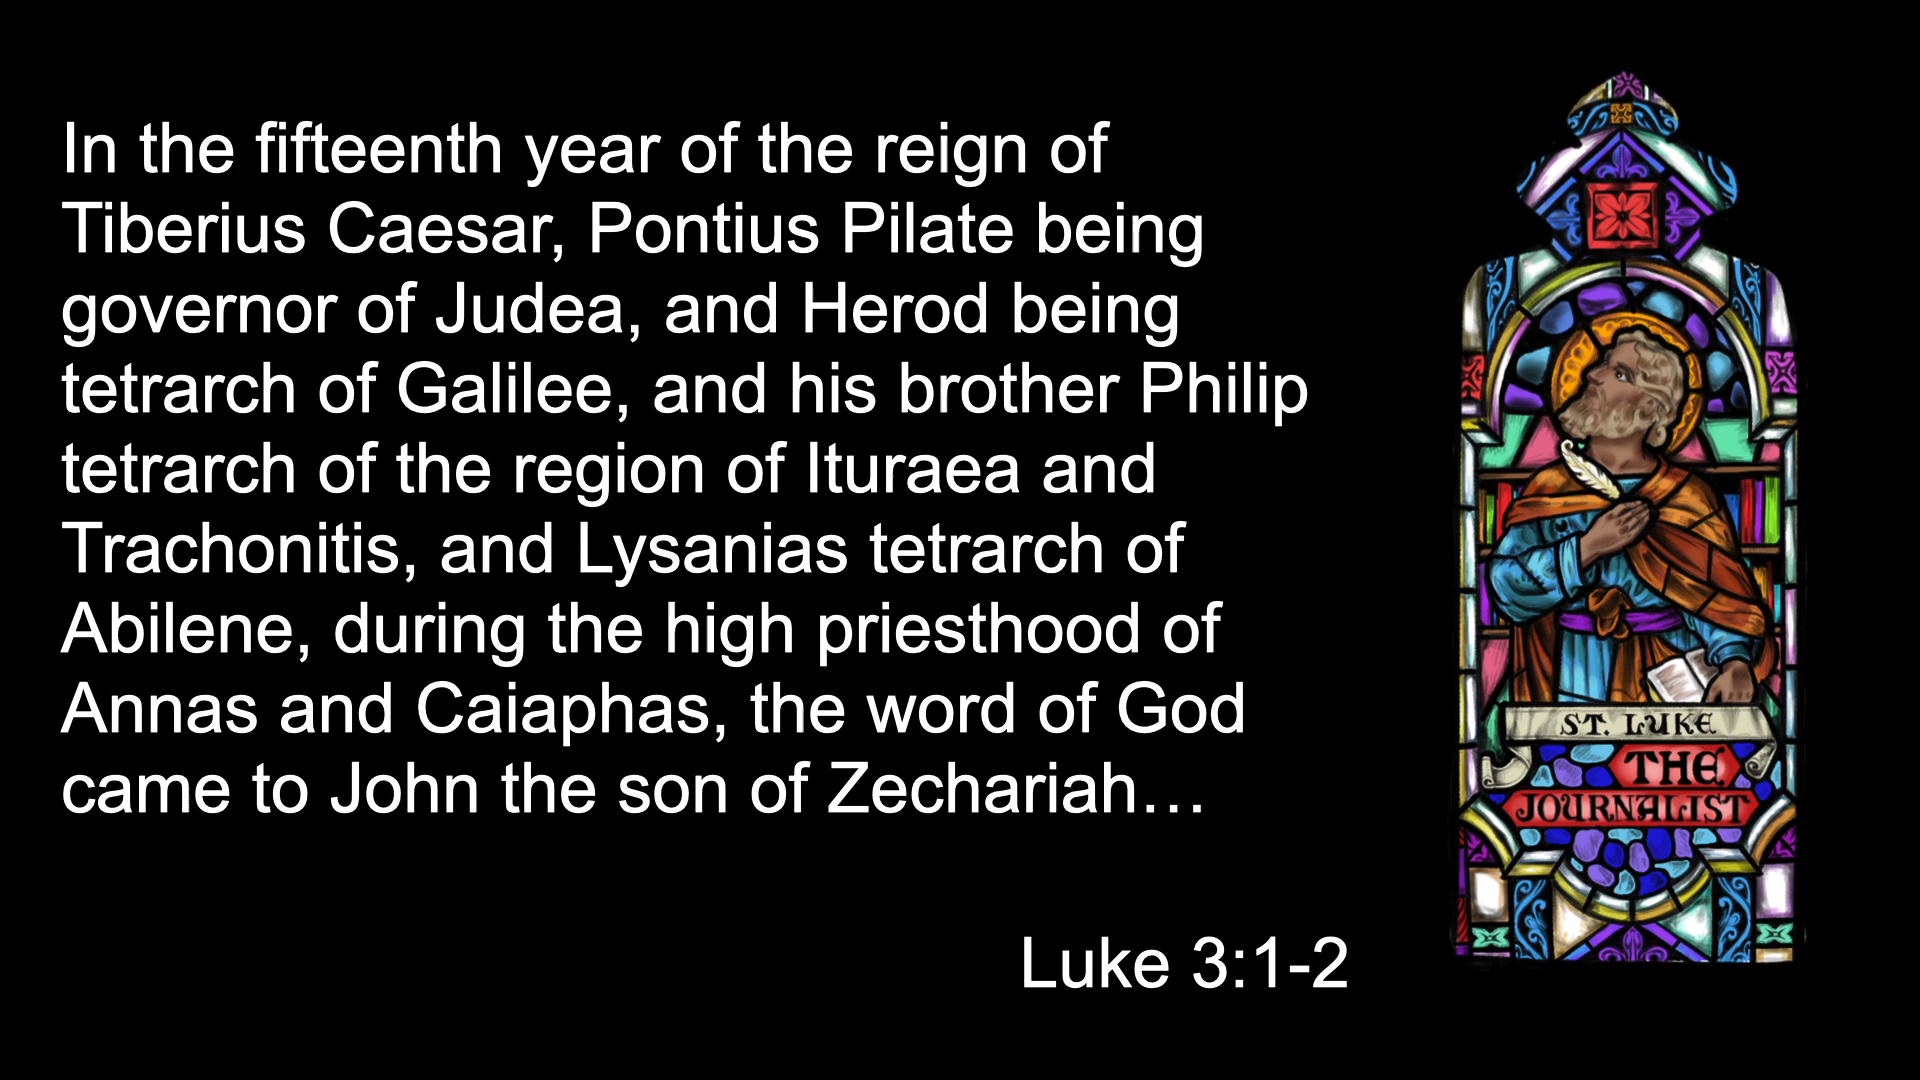 In the fifteenth year of the reign of
Tiberius Caesar, Pontius Pilate being
governor of Judea, and Herod being
tetrarch of Galilee, and his brother Philip
tetrarch of the region of Ituraea and
Trachonitis, and Lysanias tetrarch of
Abilene, during the high priesthood of
Annas and Caiaphas, the word of God
came to John the son of Zechariah…
Luke 3:1-2
ST. LUKE
THE
JOURNALIST